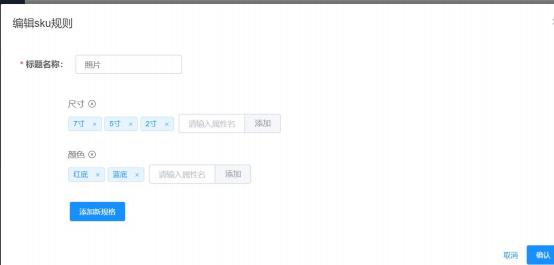 编辑sku规则
* 标题名称： 照片
尺寸
7寸 × 5寸 × 2寸 × 请输入属性名 添加
颜色
红底 × 蓝底 × 请输入属性名 添加
添加新规格
取消 确认